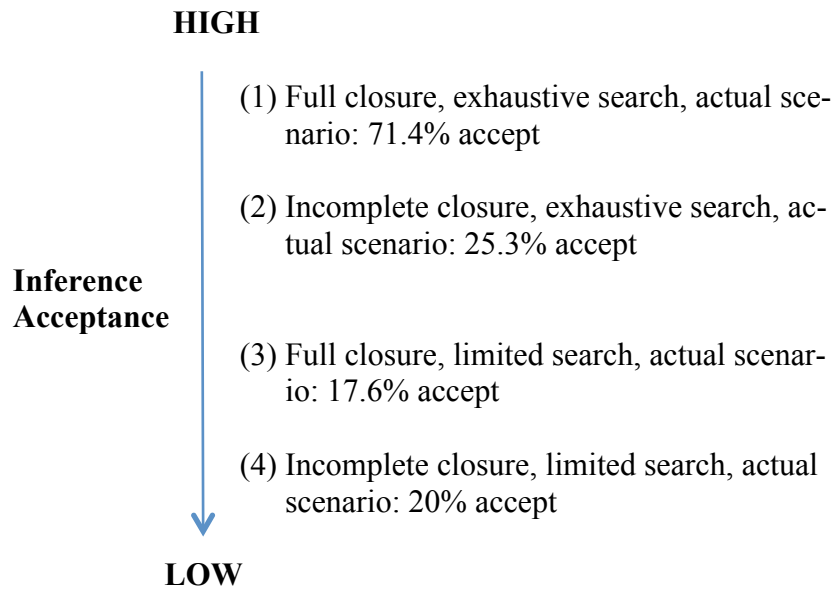 HIGH
(1) Full closure, exhaustive search, actual sce-
nario: 71.4% accept
(2) Incomplete closure, exhaustive search, ac-
tual scenario: 25.3% accept
Inference
Acceptance
(3) Full closure, limited search, actual scenar-
io: 17.6% accept
(4) Incomplete closure, limited search, actual
scenario: 20% accept
LOW